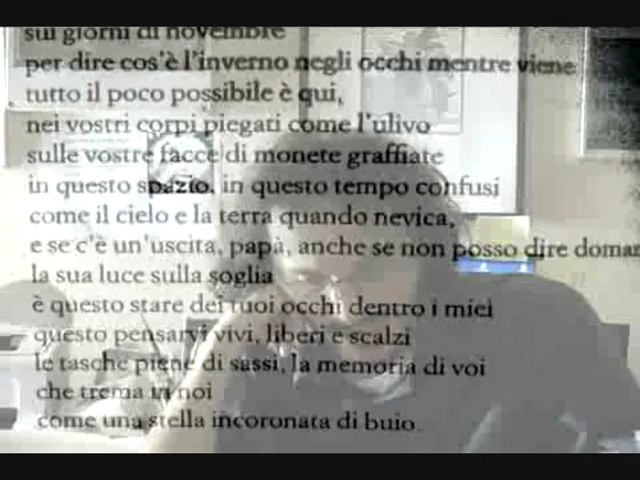 sui giorni di novembre
per dire cos'è l'inverno negli occhi mentre viene
tutto il poco possibile è qui,
nei vostri corpi piegati come l'ulivo
sulle vostre facce di monete graffiate
in questo spazio, in questo tempo confusi
come il cielo e la terra quando nevica,
e se c'è un'uscita, papà, anche se non posso dire doman
la sua luce sulla soglia
è questo stare dei tuoi occhi dentro i miei
questo pensarvi vivi, liberi e scalzi
le tasche piene di sassi, la memoria di voi
che trema in noi
come una stella incoronata di buio.